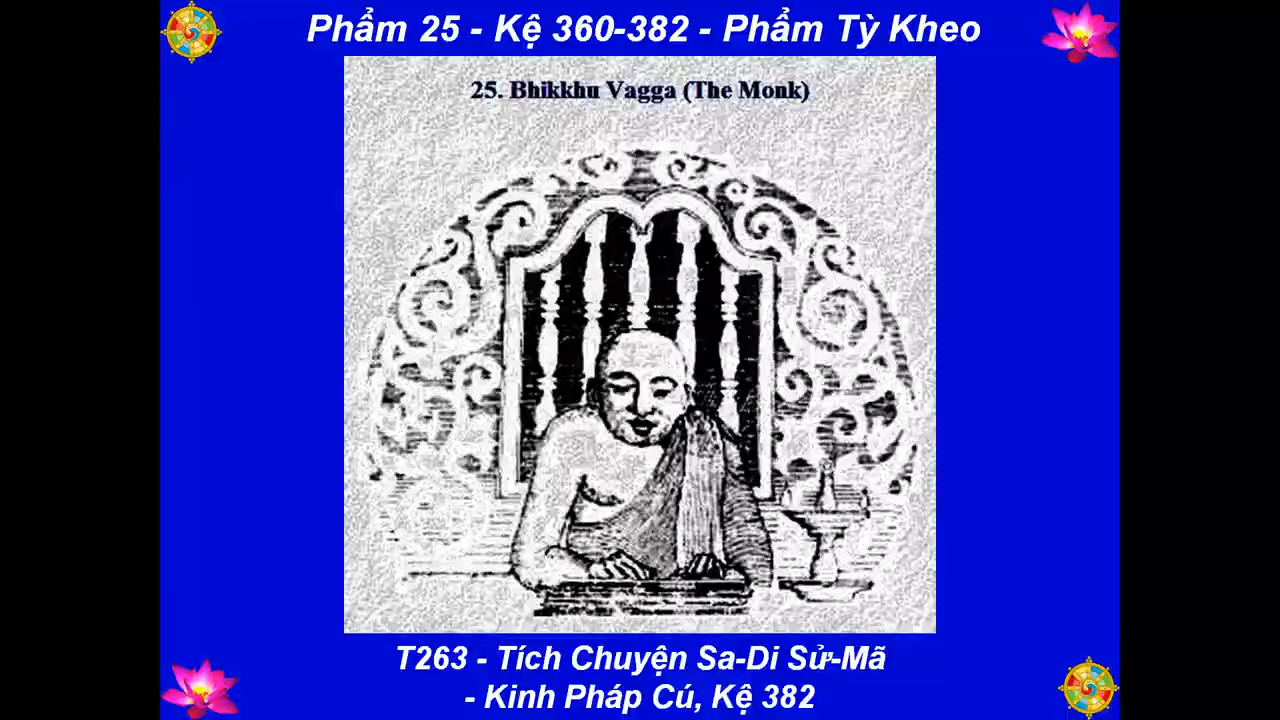 Phẩm 25 - Kệ 360-382 - Phẩm Tỳ Kheo
25. Bhikkhu Vagga (The Monk)
T263 - Tích Chuyện Sa-Di Sử-Mã
- Kinh Pháp Cú, Kệ 382